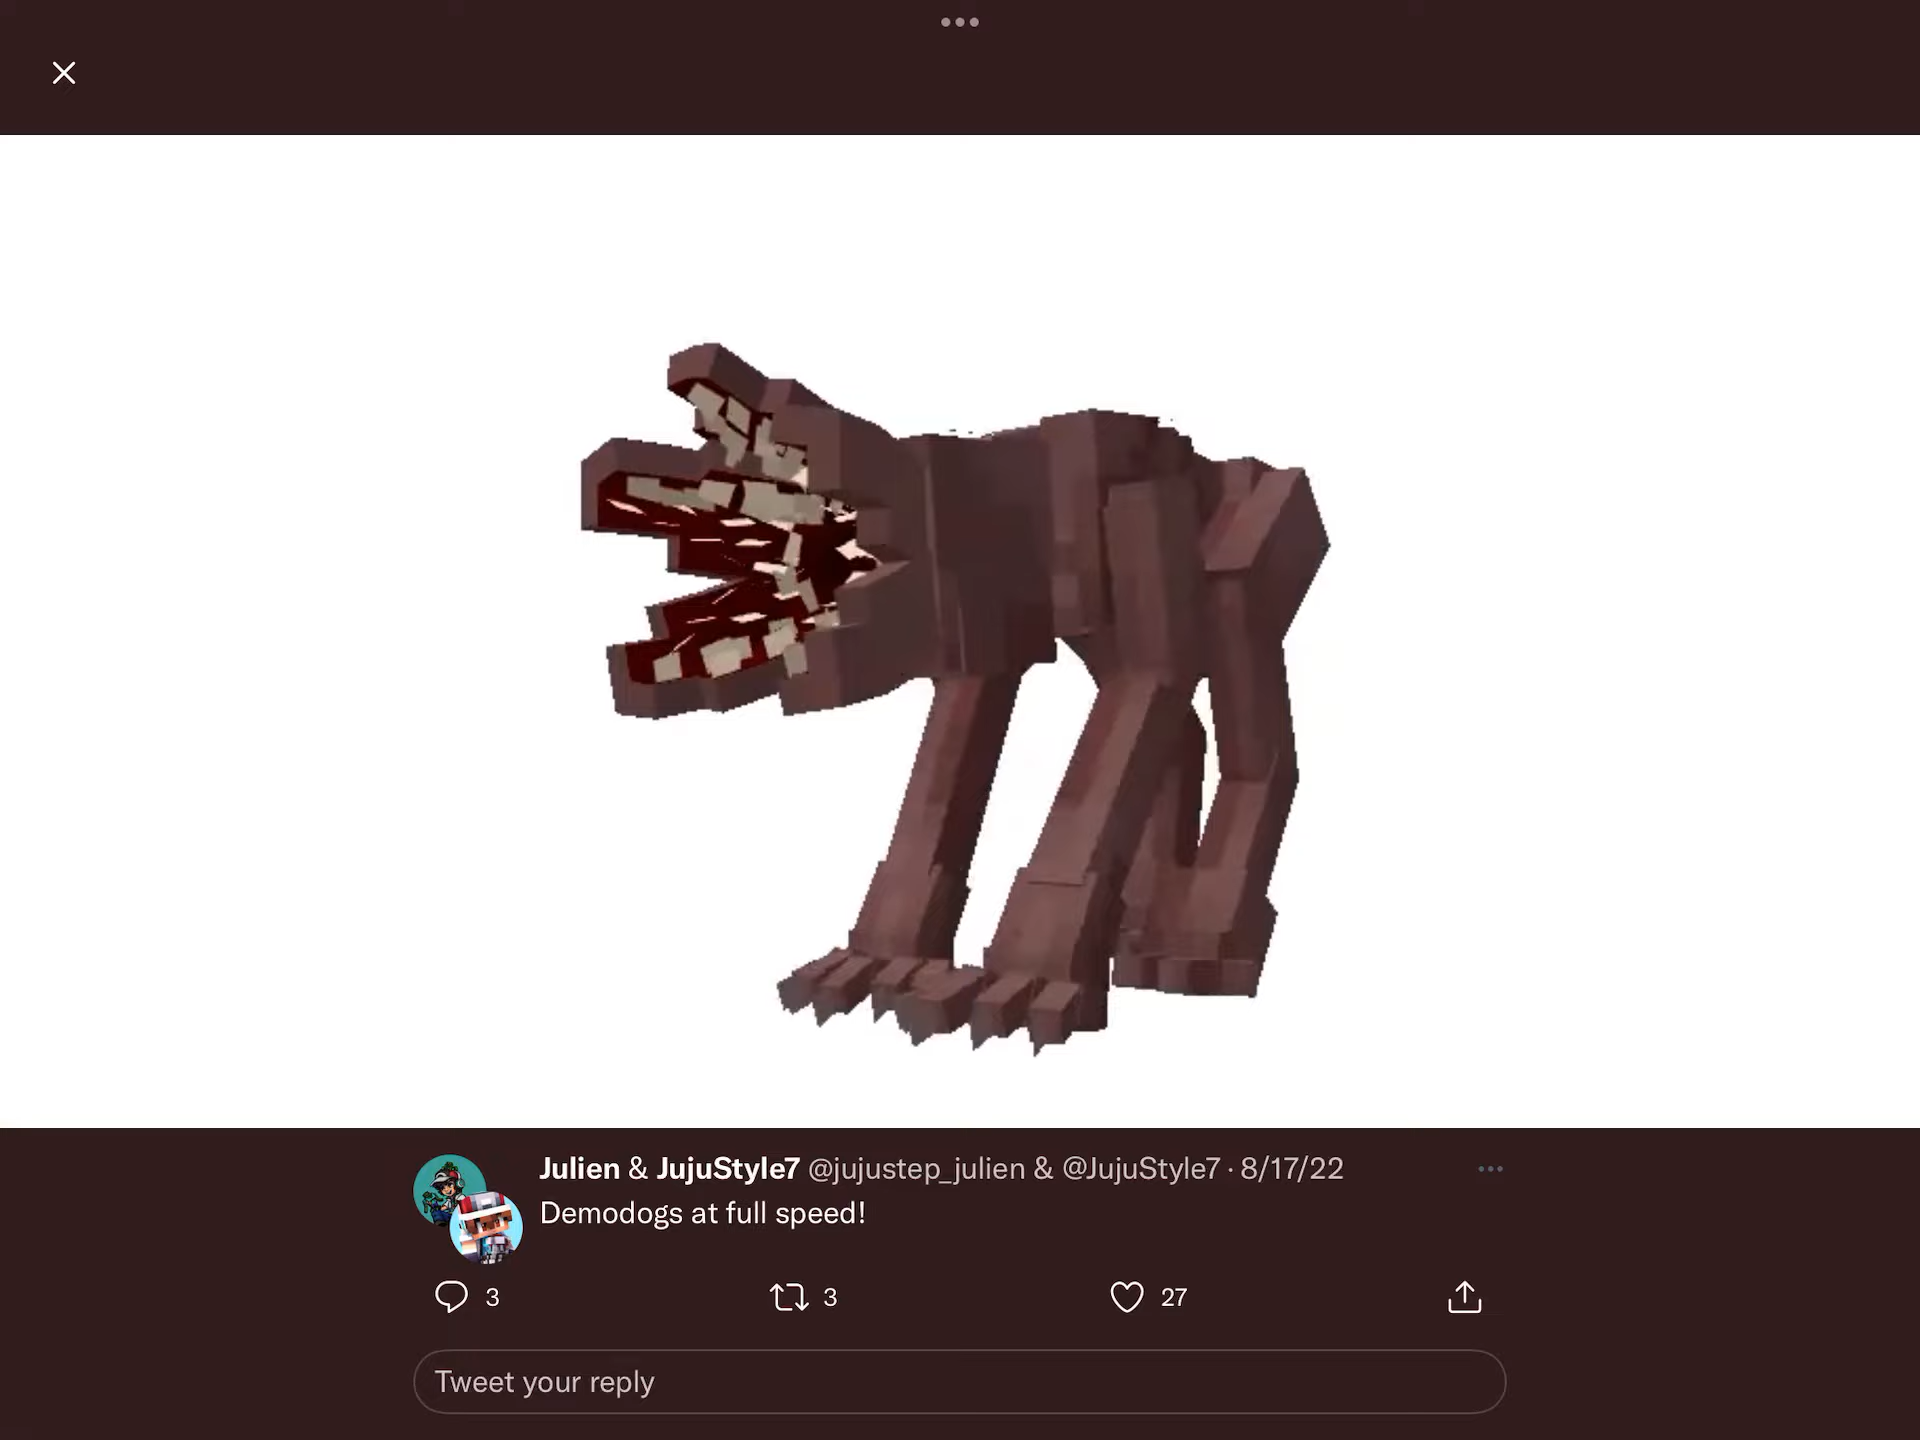 Julien & JujuStyle7 @jujustep_julien & @JujuStyle7 · 8/17/22
Demodogs at full speed!
3
3
27
Tweet your reply